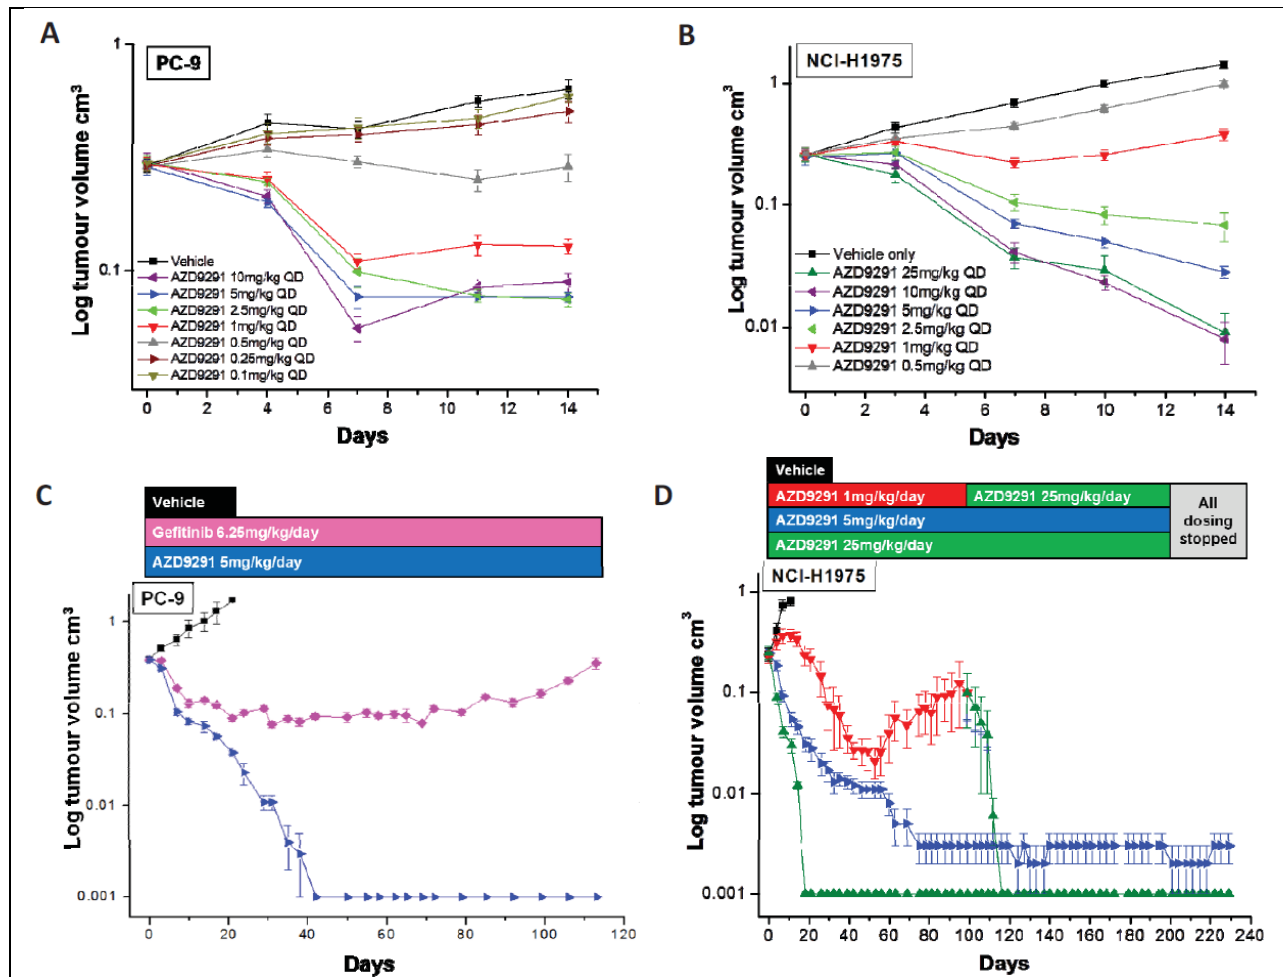 A
PC-9
Log tumour volume cm³
1
0.1
Vehicle
AZD9291 10mg/kg QD
AZD9291 5mg/kg QD
AZD9291 2.5mg/kg QD
AZD9291 1mg/kg QD
AZD9291 0.5mg/kg QD
AZD9291 0.25mg/kg QD
AZD9291 0.1mg/kg QD
0 2 4 6 8 10 12 14
Days
B
NCI-H1975
Log tumour volume cm³
1
0.1
0.01
Vehicle only
AZD9291 25mg/kg QD
AZD9291 10mg/kg QD
AZD9291 5mg/kg QD
AZD9291 2.5mg/kg QD
AZD9291 1mg/kg QD
AZD9291 0.5mg/kg QD
0 2 4 6 8 10 12 14
Days
C
Vehicle
Gefitinib 6.25mg/kg/day
AZD9291 5mg/kg/day
PC-9
Log tumour volume cm³
1
0.1
0.01
0.001
0 20 40 60 80 100 120
Days
D
Vehicle
AZD9291 1mg/kg/day AZD9291 25mg/kg/day
AZD9291 5mg/kg/day
AZD9291 25mg/kg/day
All
dosing
stopped
NCI-H1975
Log tumour volume cm³
1
0.1
0.01
0.001
0 20 40 60 80 100 120 140 160 180 200 220 240
Days